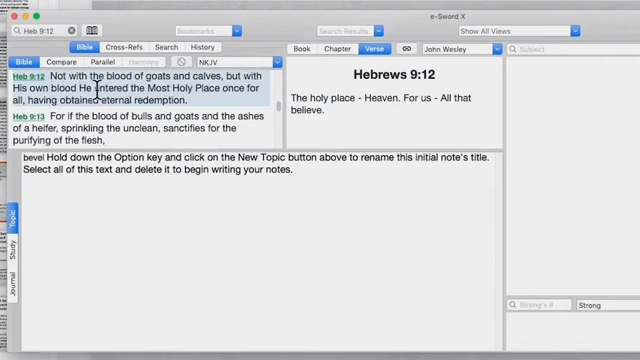 e-Sword X
Heb 9:12
Bookmarks
Search Results
Show All Views
Bible
Cross-Refs
Search
History
Book
Chapter
Verse
John Wesley
Subject
Bible
Compare
Parallel
Harmony
NKJV
Heb 9:12 Not with the blood of goats and calves, but with
His own blood He entered the Most Holy Place once for
all, having obtained eternal redemption.
Heb 9:13 For if the blood of bulls and goats and the ashes
of a heifer, sprinkling the unclean, sanctifies for the
purifying of the flesh,
Hebrews 9:12
The holy place - Heaven. For us - All that
believe.
bevel Hold down the Option key and click on the New Topic button above to rename this initial note's title.
Select all of this text and delete it to begin writing your notes.
Topic
Study
Journal
Strong's #
Strong